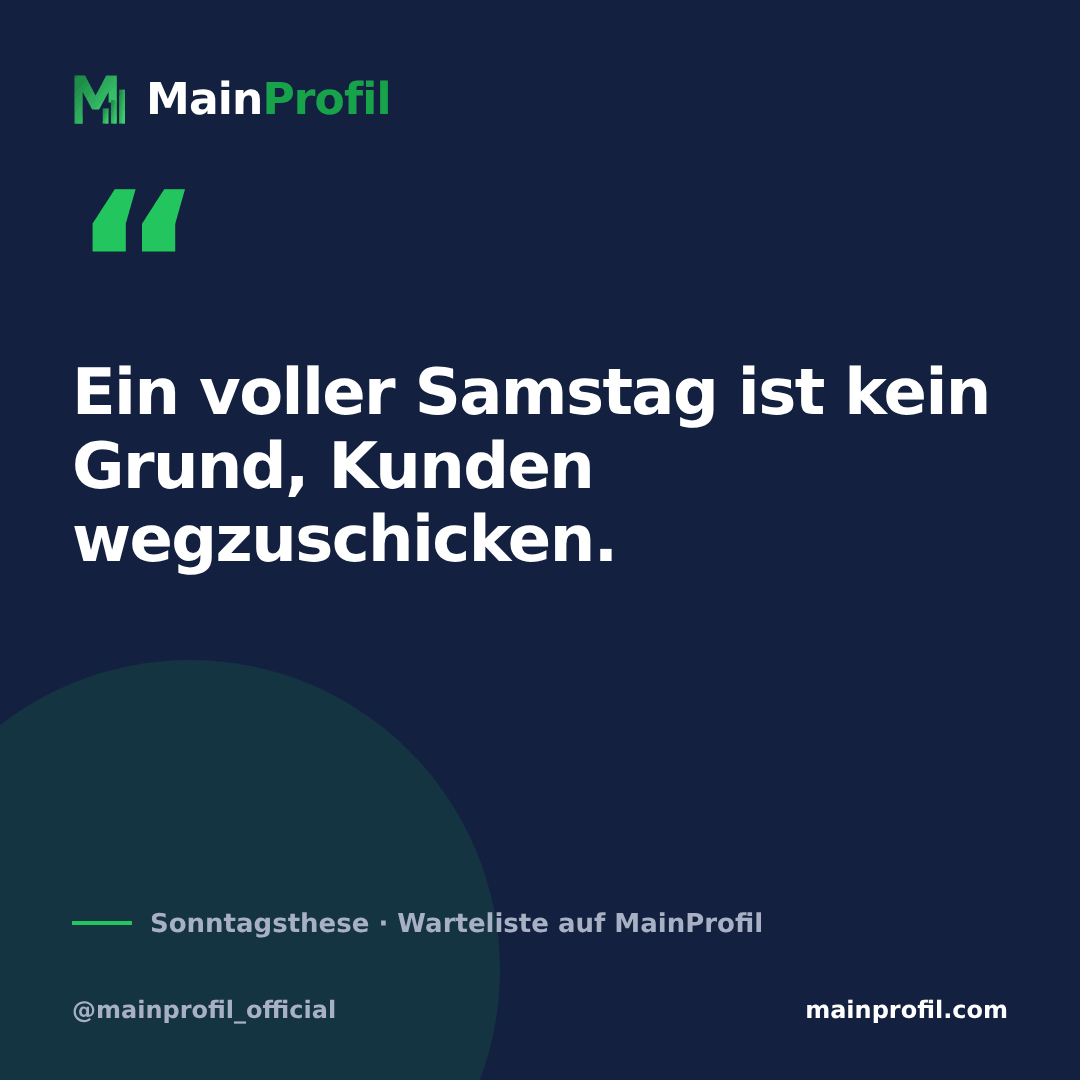 MainProfil
“
Ein voller Samstag ist kein
Grund, Kunden
wegzuschicken.
Sonntagsthese · Warteliste auf MainProfil
@mainprofil_official
mainprofil.com